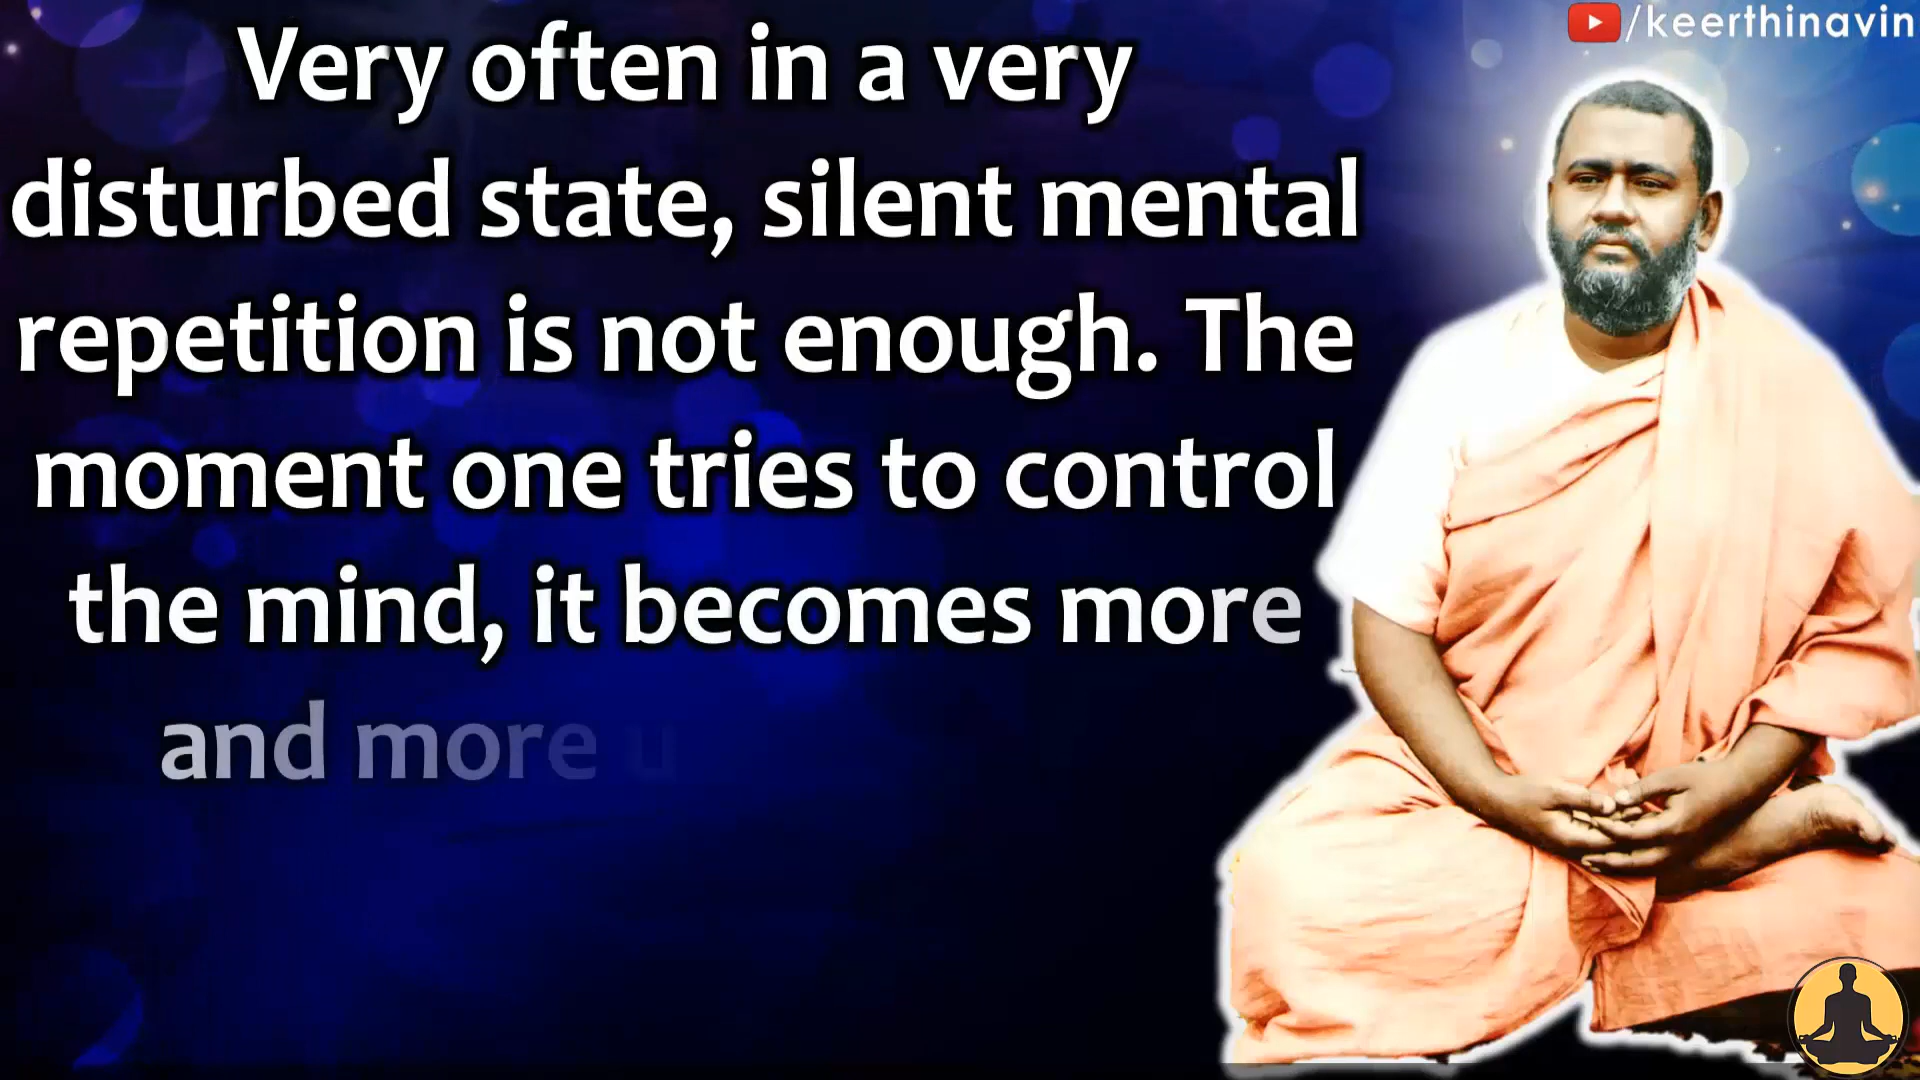 /keerthinavin
Very often in a very
disturbed state, silent mental
repetition is not enough. The
moment one tries to control
the mind, it becomes more
and more u